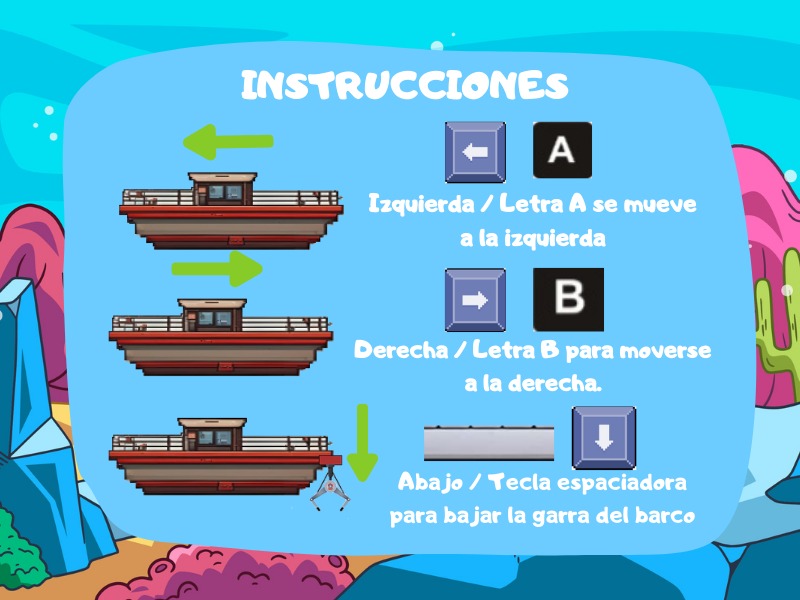 INSTRUCCIONES
A
Izquierda / Letra A se mueve
a la izquierda
B
Derecha / Letra B para moverse
a la derecha.
Abajo / Tecla espaciadora
para bajar la garra del barco